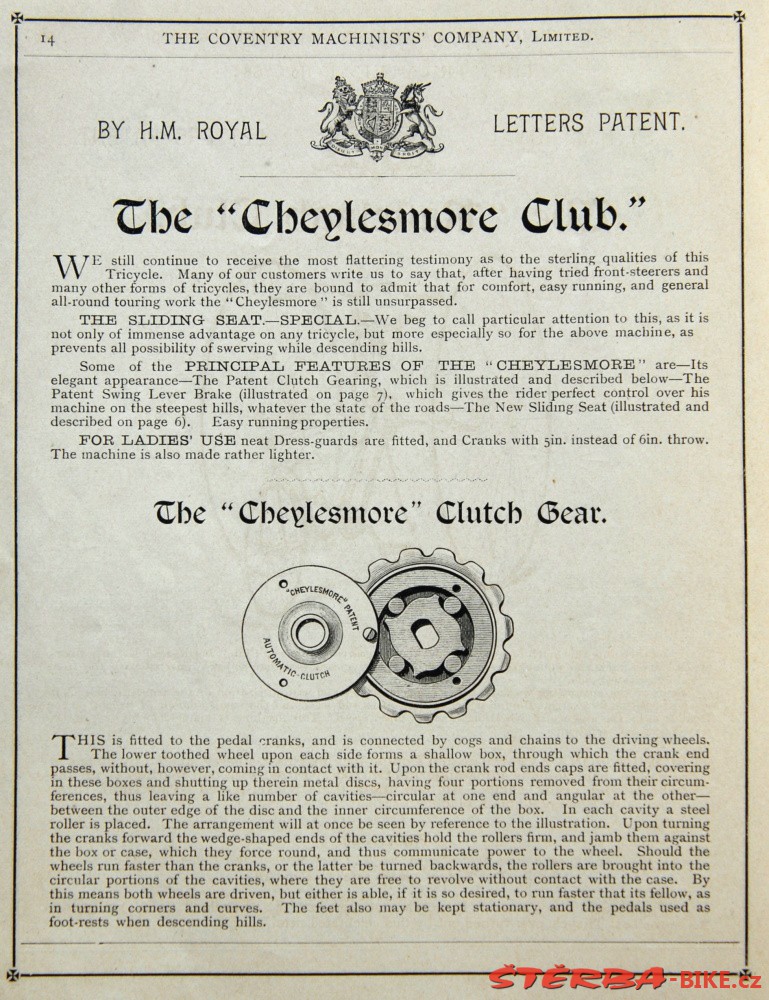 14 THE COVENTRY MACHINISTS' COMPANY, LIMITED.
BY H.M. ROYAL LETTERS PATENT.
The "Cheylesmore Club."
WE still continue to receive the most flattering testimony as to the sterling qualities of this
Tricycle. Many of our customers write us to say that, after having tried front-steerers and
many other forms of tricycles, they are bound to admit that for comfort, easy running, and general
all-round touring work the "Cheylesmore" is still unsurpassed.
THE SLIDING SEAT.—SPECIAL.—We beg to call particular attention to this, as it is
not only of immense advantage on any tricycle, but more especially so for the above machine, as
prevents all possibility of swerving while descending hills.
Some of the PRINCIPAL FEATURES OF THE "CHEYLESMORE" are—Its
elegant appearance—The Patent Clutch Gearing, which is illustrated and described below—The
Patent Swing Lever Brake (illustrated on page 7), which gives the rider perfect control over his
machine on the steepest hills, whatever the state of the roads—The New Sliding Seat (illustrated and
described on page 6). Easy running properties.
FOR LADIES' USE neat Dress-guards are fitted, and Cranks with 5in. instead of 6in. throw.
The machine is also made rather lighter.
The "Cheylesmore" Clutch Gear.
"CHEYLESMORE" PATENT
AUTOMATIC-CLUTCH
THIS is fitted to the pedal cranks, and is connected by cogs and chains to the driving wheels.
The lower toothed wheel upon each side forms a shallow box, through which the crank end
passes, without, however, coming in contact with it. Upon the crank rod ends caps are fitted, covering
in these boxes and shutting up therein metal discs, having four portions removed from their circum-
ferences, thus leaving a like number of cavities—circular at one end and angular at the other—
between the outer edge of the disc and the inner circumference of the box. In each cavity a steel
roller is placed. The arrangement will at once be seen by reference to the illustration. Upon turning
the cranks forward the wedge-shaped ends of the cavities hold the rollers firm, and jamb them against
the box or case, which they force round, and thus communicate power to the wheel. Should the
wheels run faster than the cranks, or the latter be turned backwards, the rollers are brought into the
circular portions of the cavities, where they are free to revolve without contact with the case. By
this means both wheels are driven, but either is able, if it is so desired, to run faster that its fellow, as
in turning corners and curves. The feet also may be kept stationary, and the pedals used as
foot-rests when descending hills.
ŠTĚRBA-BIKE.cz